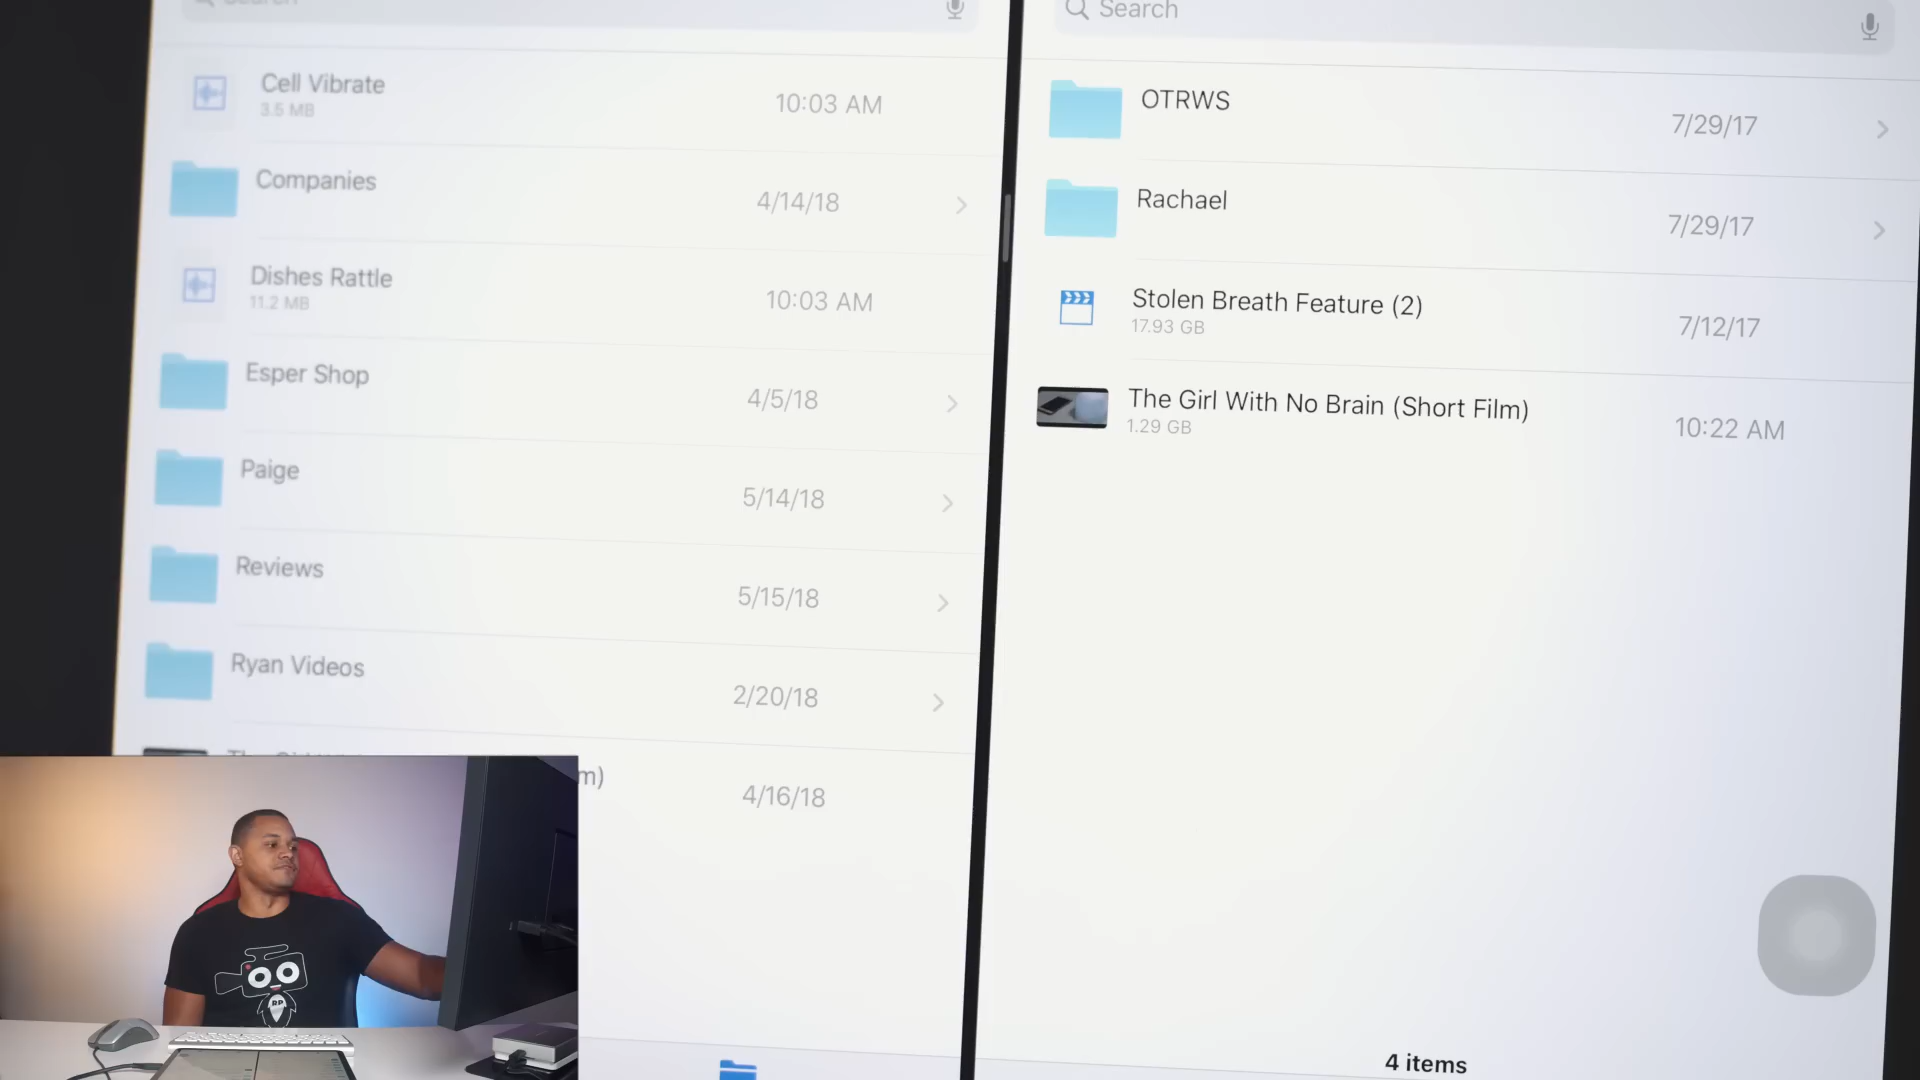 Search
Cell Vibrate
3.5 MB
10:03 AM
Companies
4/14/18
Dishes Rattle
11.2 MB
10:03 AM
Esper Shop
4/5/18
Paige
5/14/18
Reviews
5/15/18
Ryan Videos
2/20/18
m)
4/16/18
RP
Search
OTRWS
7/29/17
Rachael
7/29/17
Stolen Breath Feature (2)
17.93 GB
7/12/17
The Girl With No Brain (Short Film)
1.29 GB
10:22 AM
4 items